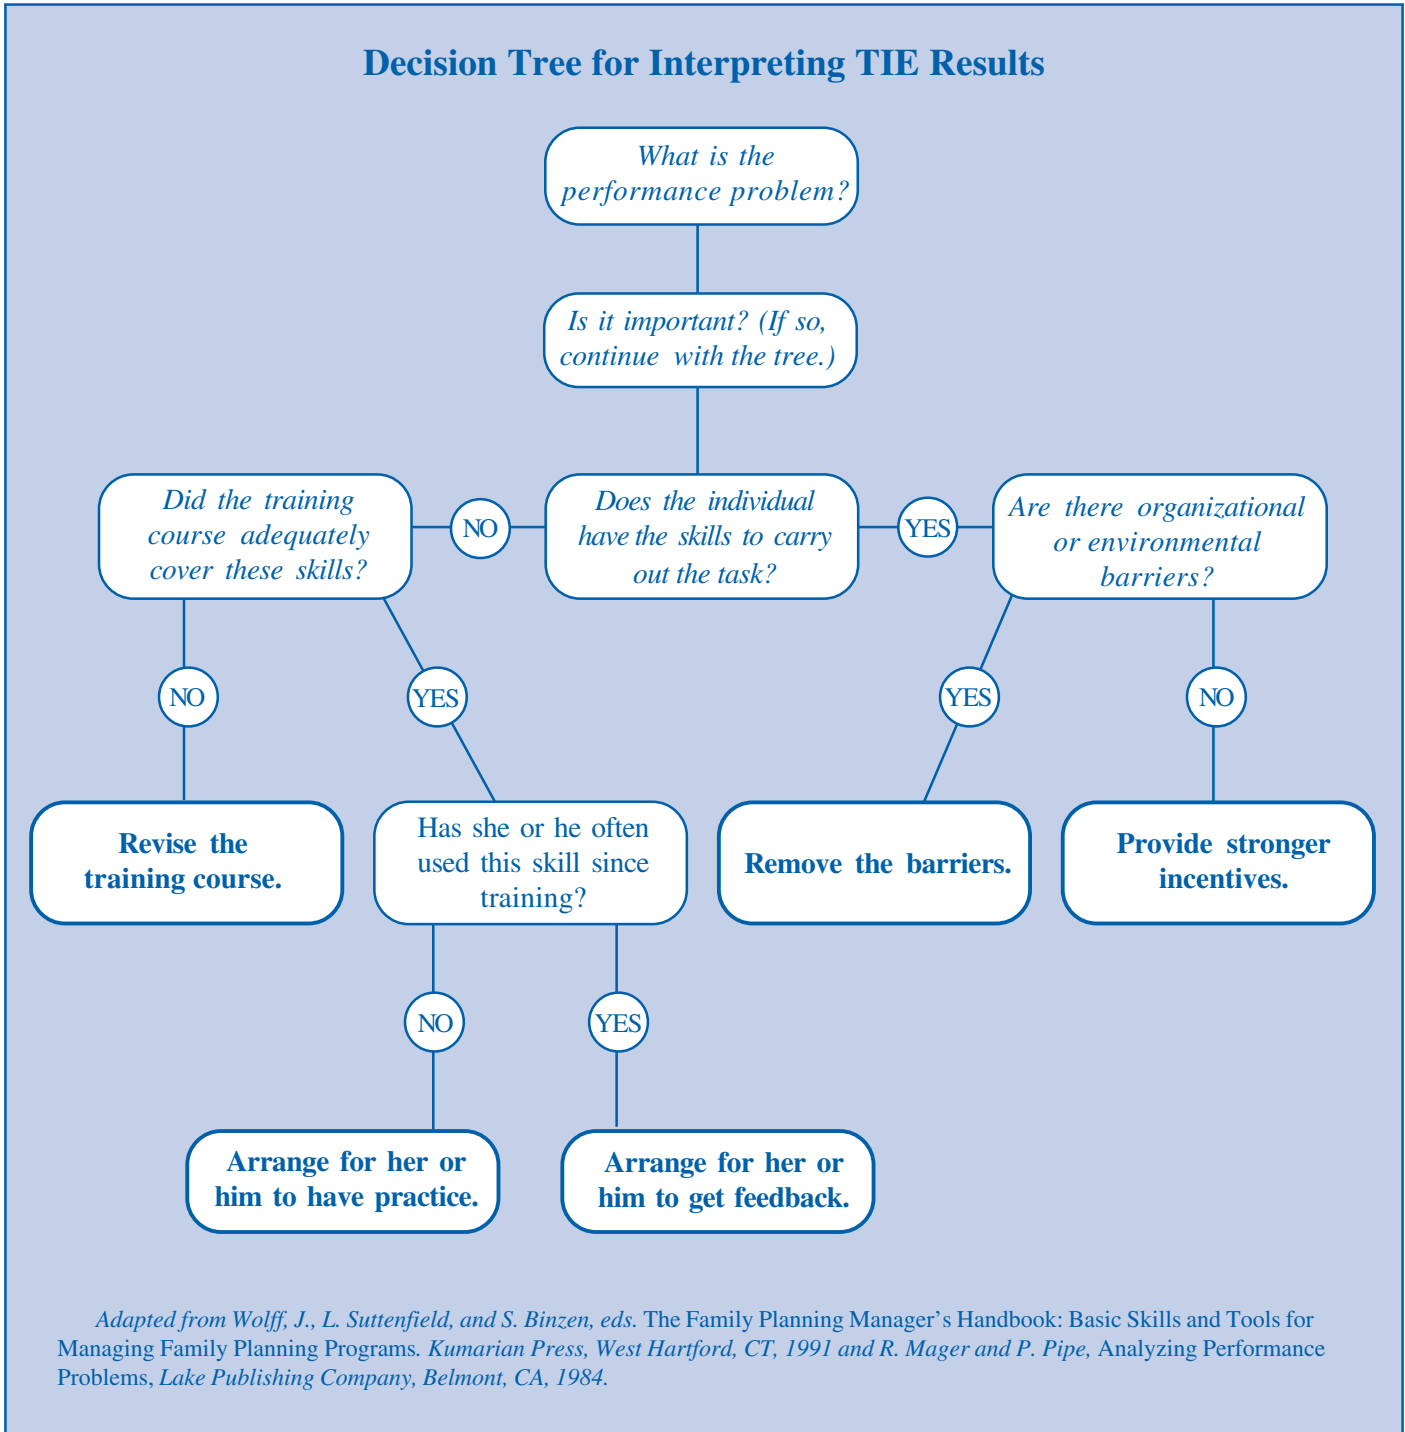 Decision Tree for Interpreting TIE Results
What is the
performance problem?
Is it important? (If so,
continue with the tree.)
Did the training
course adequately
cover these skills?
NO
Does the individual
have the skills to carry
out the task?
YES
Are there organizational
or environmental
barriers?
NO
YES
YES
NO
Revise the
training course.
Has she or he often
used this skill since
training?
Remove the barriers.
Provide stronger
incentives.
NO
YES
Arrange for her or
him to have practice.
Arrange for her or
him to get feedback.
Adapted from Wolff, J., L. Suttenfield, and S. Binzen, eds. The Family Planning Manager's Handbook: Basic Skills and Tools for
Managing Family Planning Programs. Kumarian Press, West Hartford, CT, 1991 and R. Mager and P. Pipe, Analyzing Performance
Problems, Lake Publishing Company, Belmont, CA, 1984.